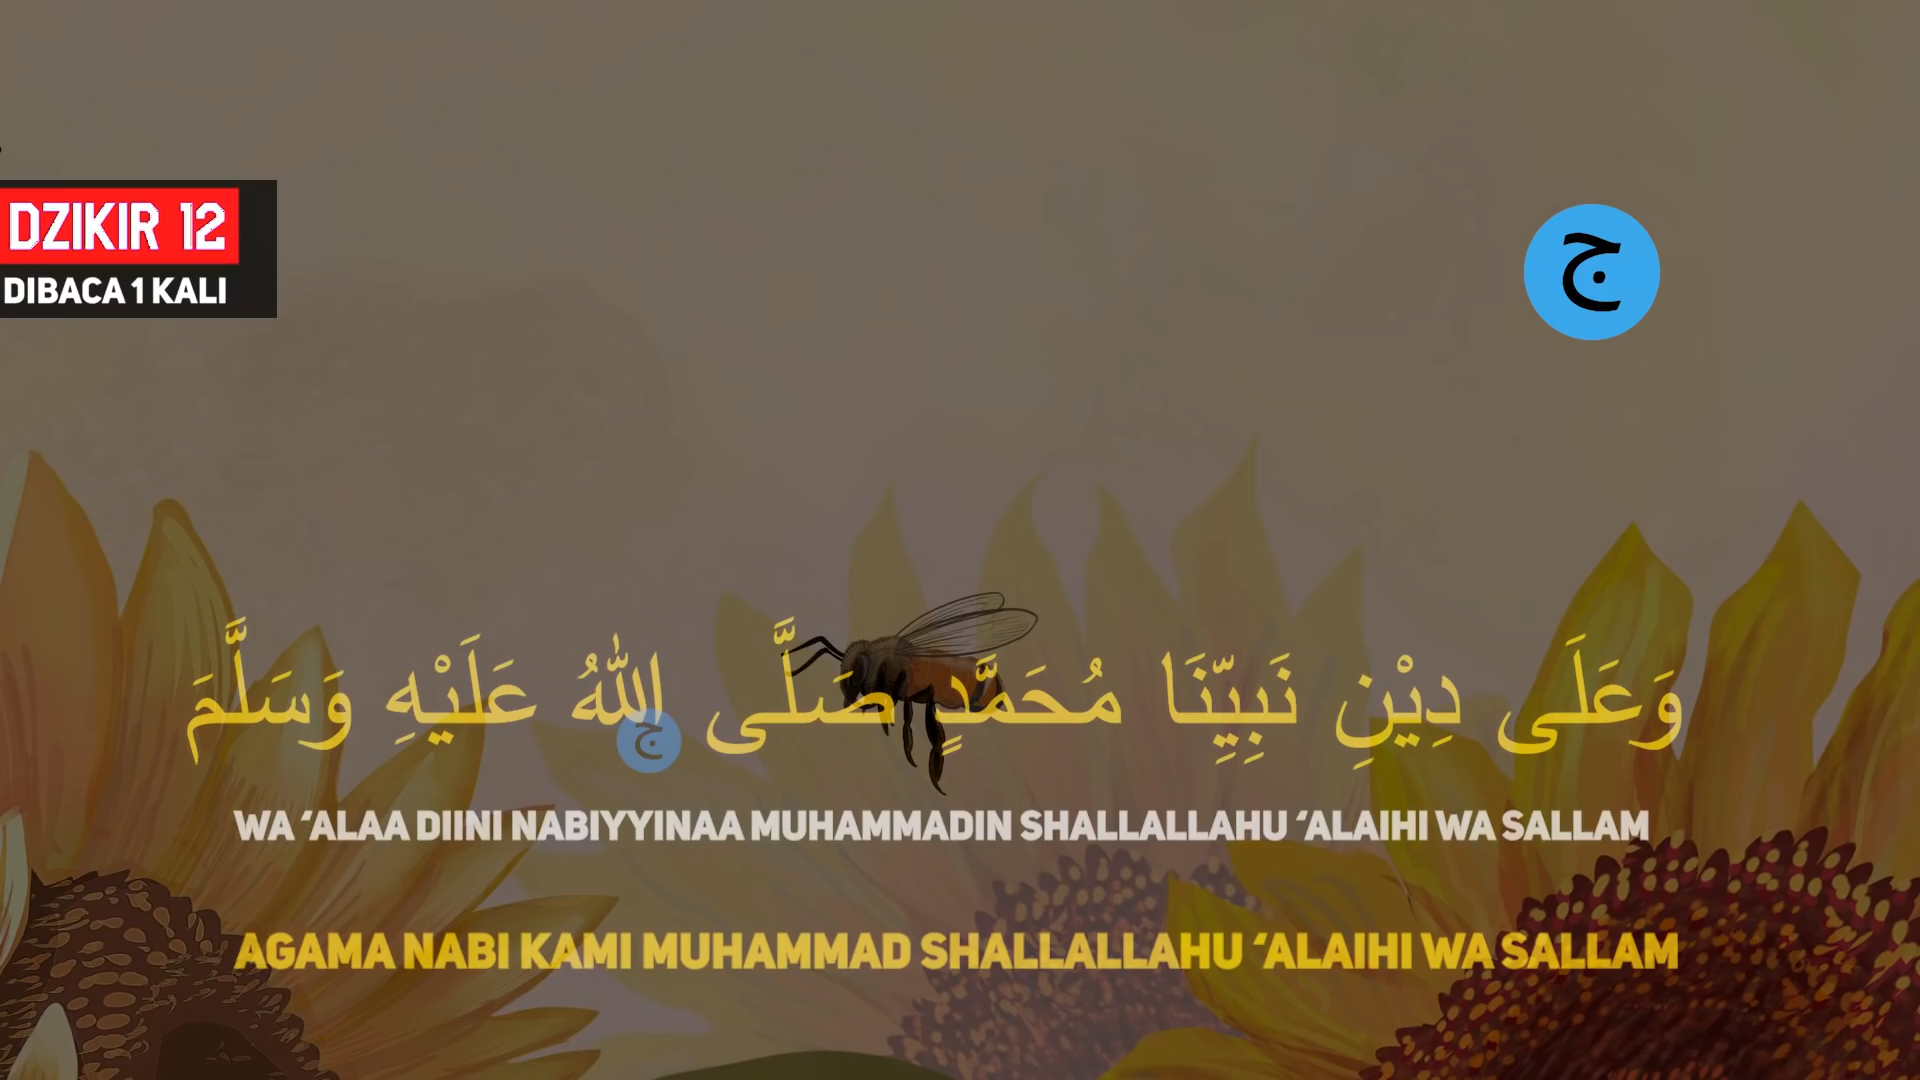 DZIKIR 12
DIBACA 1 KALI
ج
وَعَلَى دِيْنِ نَبِيِّنَا مُحَمَّدٍ صَلَّى اللهُ عَلَيْهِ وَسَلَّمَ
ج
WA ‘ALAA DIINI NABIYYINAA MUHAMMADIN SHALLALLAHU ‘ALAIHI WA SALLAM
AGAMA NABI KAMI MUHAMMAD SHALLALLAHU ‘ALAIHI WA SALLAM